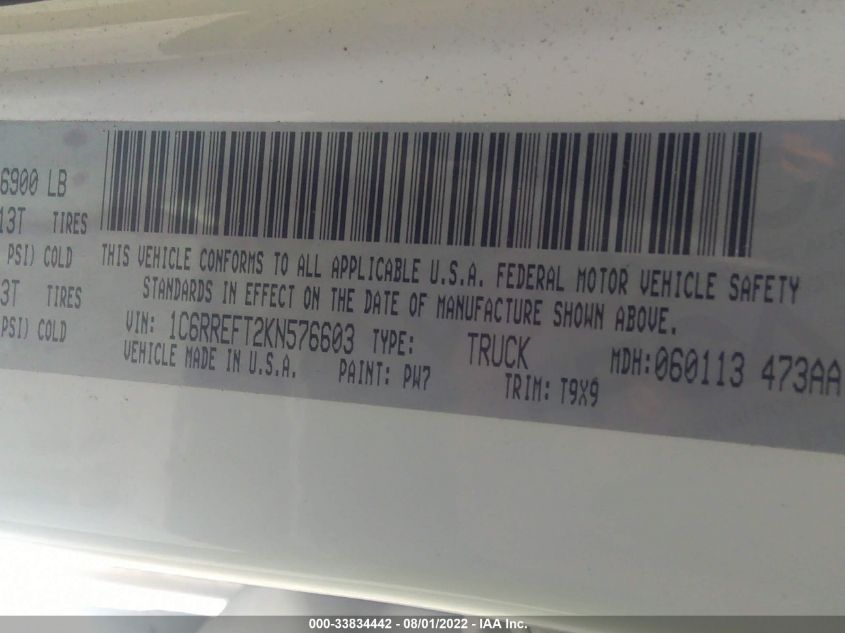 6900 LB
13T TIRES
PSI) COLD
3T TIRES
PSI) COLD
THIS VEHICLE CONFORMS TO ALL APPLICABLE U.S.A. FEDERAL MOTOR VEHICLE SAFETY
STANDARDS IN EFFECT ON THE DATE OF MANUFACTURE SHOWN ABOVE.
VIN: 1C6RREFT2KN576603 TYPE: TRUCK MDH:060113 473AA
VEHICLE MADE IN U.S.A. PAINT: PW7 TRIM: T9X9
000-33834442 - 08/01/2022 - IAA Inc.